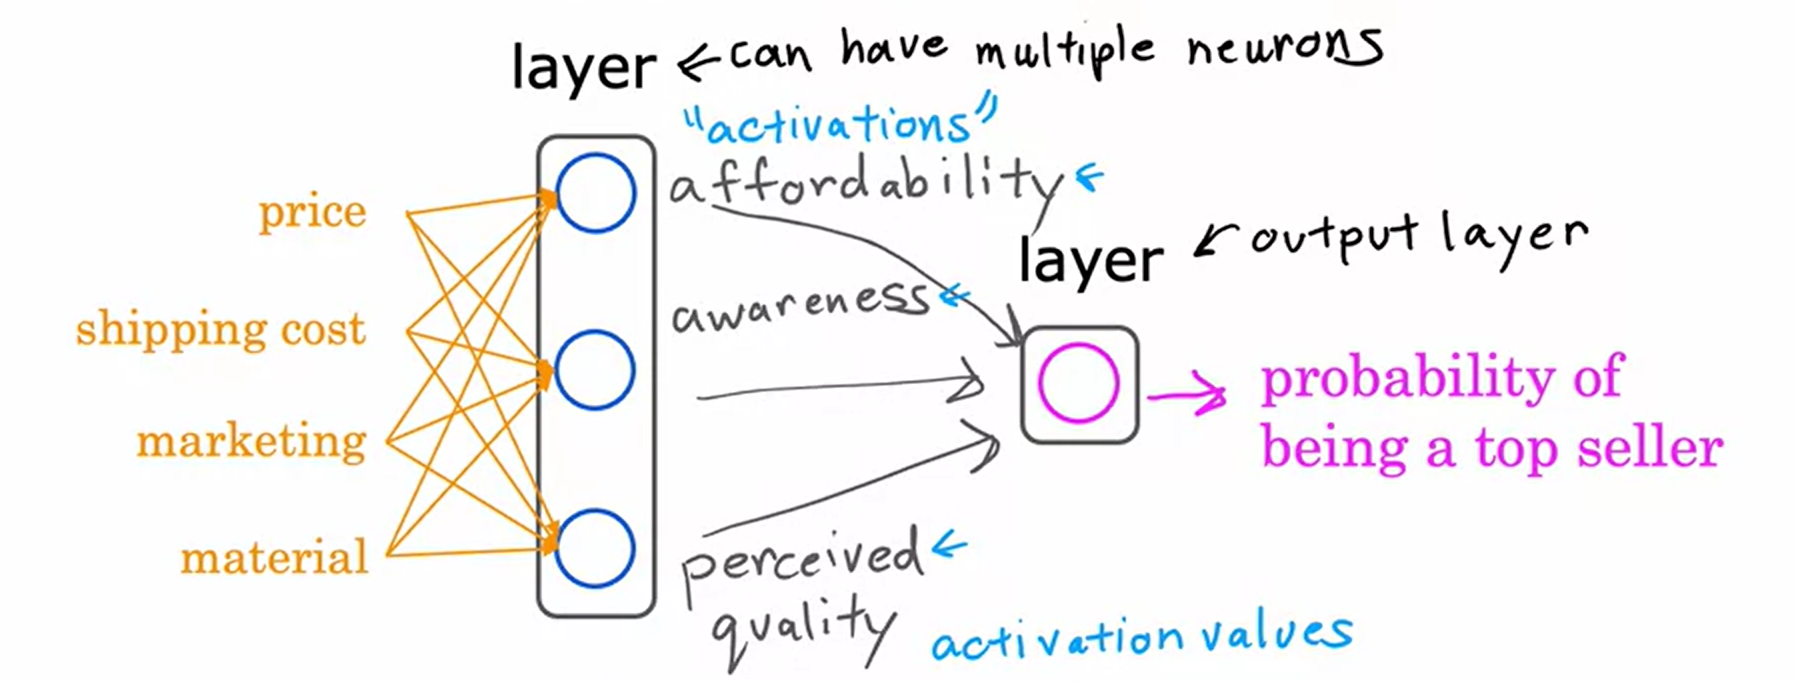 layer ←can have multiple neurons
"activations"
affordability ←
price
layer ← output layer
awareness←
shipping cost
probability of
being a top seller
marketing
material
perceived ←
quality
activation values